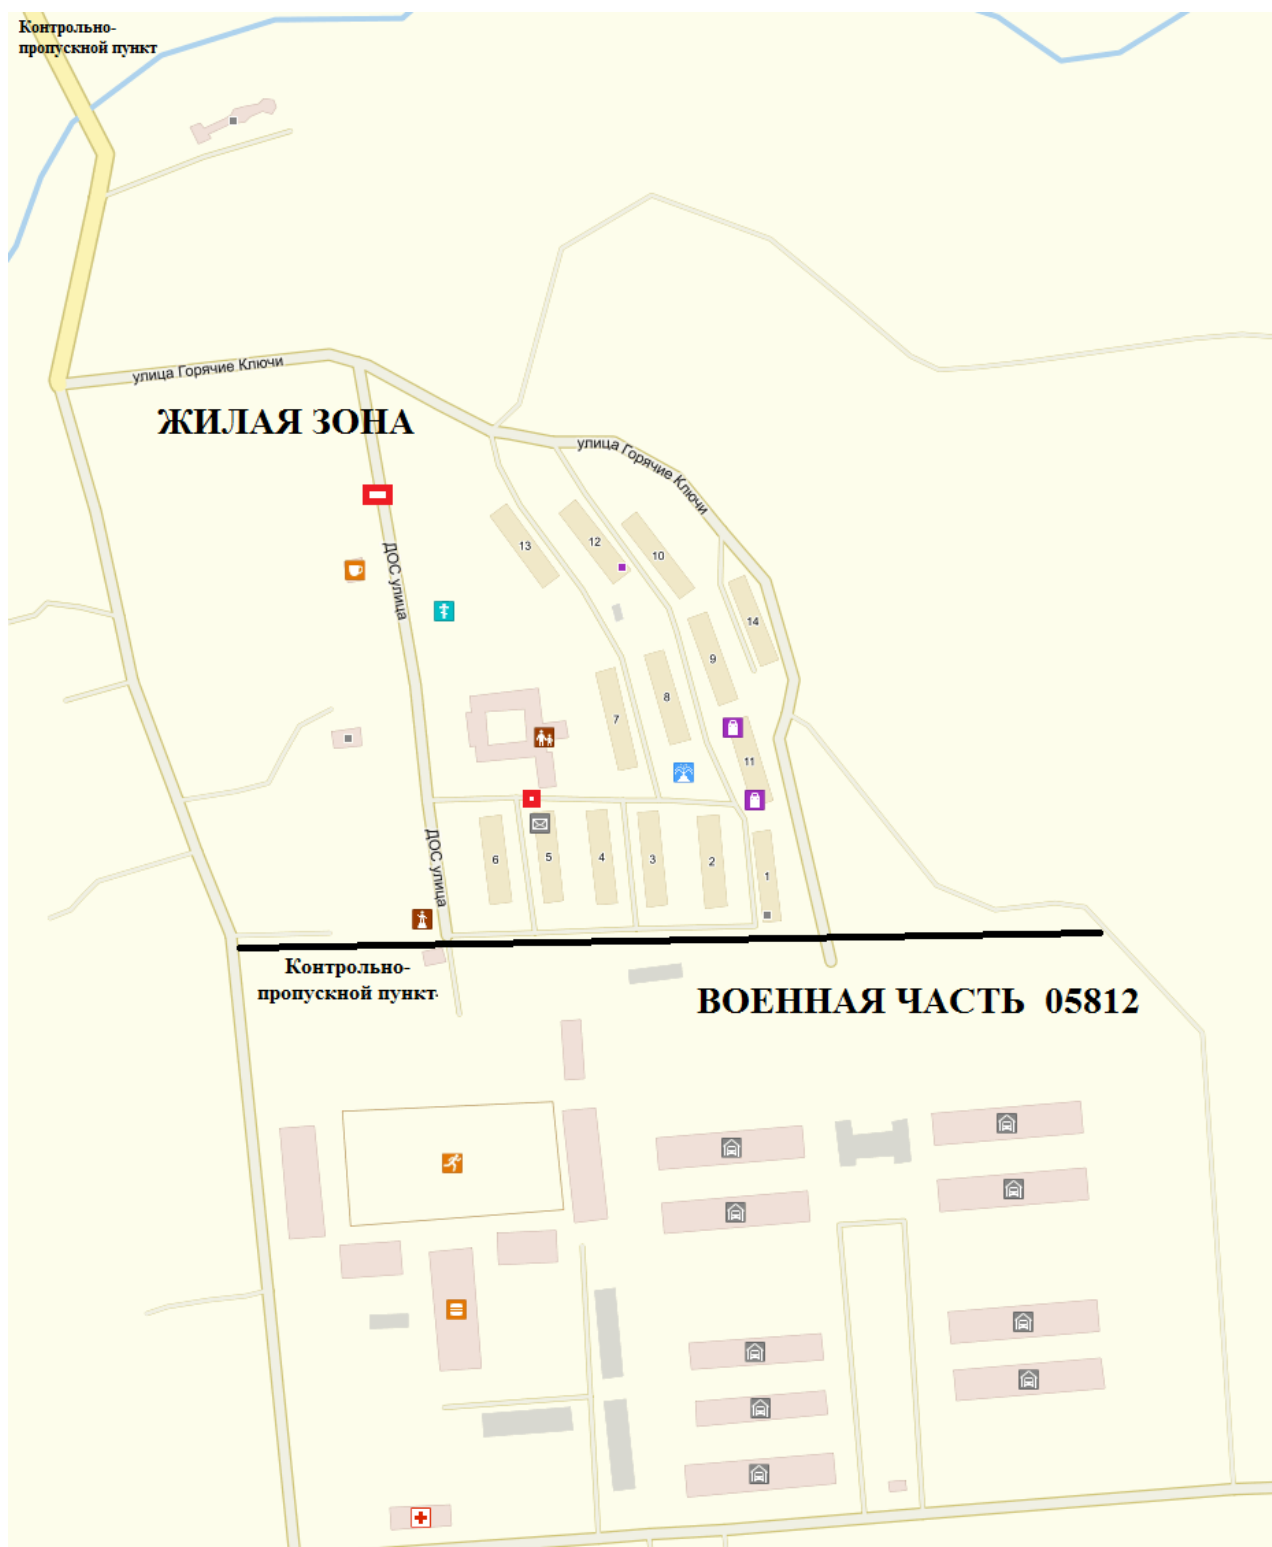 Контрольно-
пропускной пункт
улица Горячие Ключи
ЖИЛАЯ ЗОНА
улица Горячие Ключи
ДОС улица
13
12
10
14
9
8
7
11
ДОС улица
6
5
4
3
2
1
Контрольно-
пропускной пункт.
ВОЕННАЯ ЧАСТЬ 05812